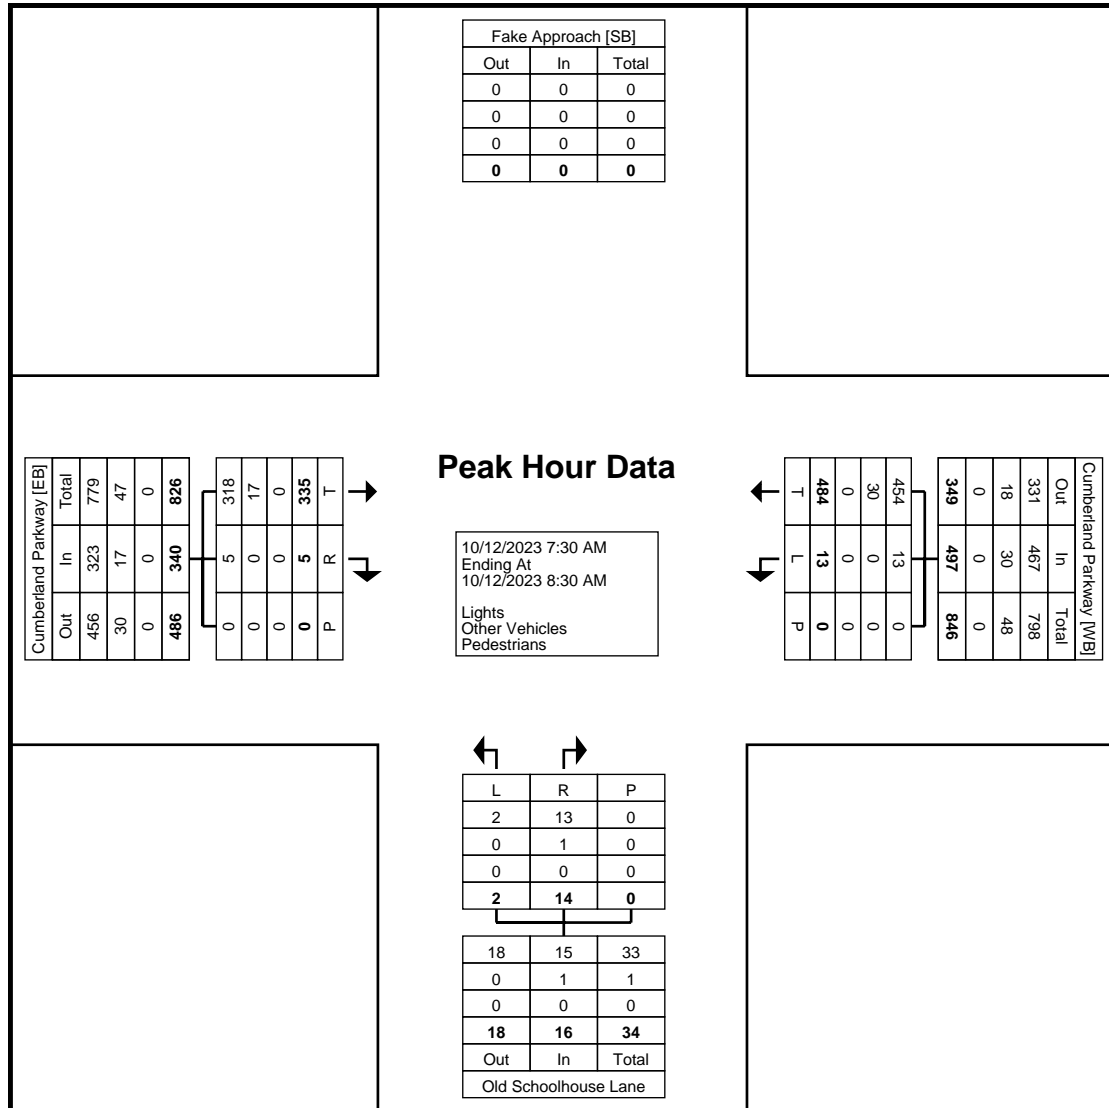 Fake Approach [SB]
Out In Total
0 0 0
0 0 0
0 0 0
0 0 0
Peak Hour Data
Cumberland Parkway [EB]
Total In Out
779 323 456
47 17 30
0 0 0
826 340 486
318 5 0
17 0 0
0 0 0
335 5 0
T R P
10/12/2023 7:30 AM
Ending At
10/12/2023 8:30 AM
Lights
Other Vehicles
Pedestrians
Cumberland Parkway [WB]
Out In Total
331 467 798
18 30 48
0 0 0
349 497 846
454 13 0
30 0 0
0 0 0
484 13 0
T L P
L R P
2 13 0
0 1 0
0 0 0
2 14 0
18 15 33
0 1 1
0 0 0
18 16 34
Out In Total
Old Schoolhouse Lane